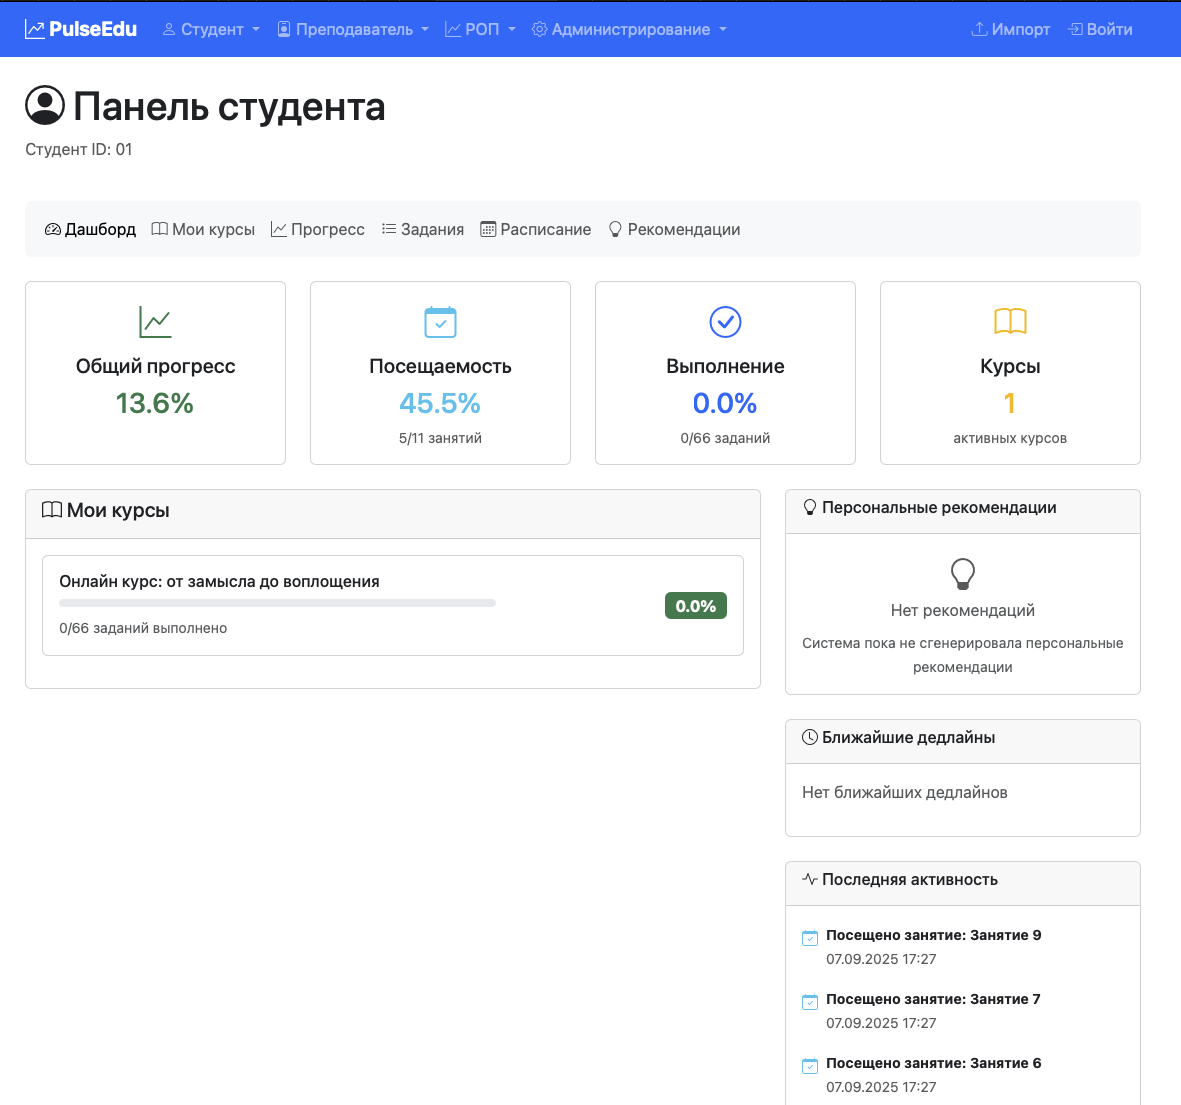 PulseEdu Студент Преподаватель РОП Администрирование Импорт Войти
Панель студента
Студент ID: 01
Дашборд Мои курсы Прогресс Задания Расписание Рекомендации
Общий прогресс
13.6%
Посещаемость
45.5%
5/11 занятий
Выполнение
0.0%
0/66 заданий
Курсы
1
активных курсов
Мои курсы
Онлайн курс: от замысла до воплощения
0.0%
0/66 заданий выполнено
Персональные рекомендации
Нет рекомендаций
Система пока не сгенерировала персональные
рекомендации
Ближайшие дедлайны
Нет ближайших дедлайнов
Последняя активность
Посещено занятие: Занятие 9
07.09.2025 17:27
Посещено занятие: Занятие 7
07.09.2025 17:27
Посещено занятие: Занятие 6
07.09.2025 17:27